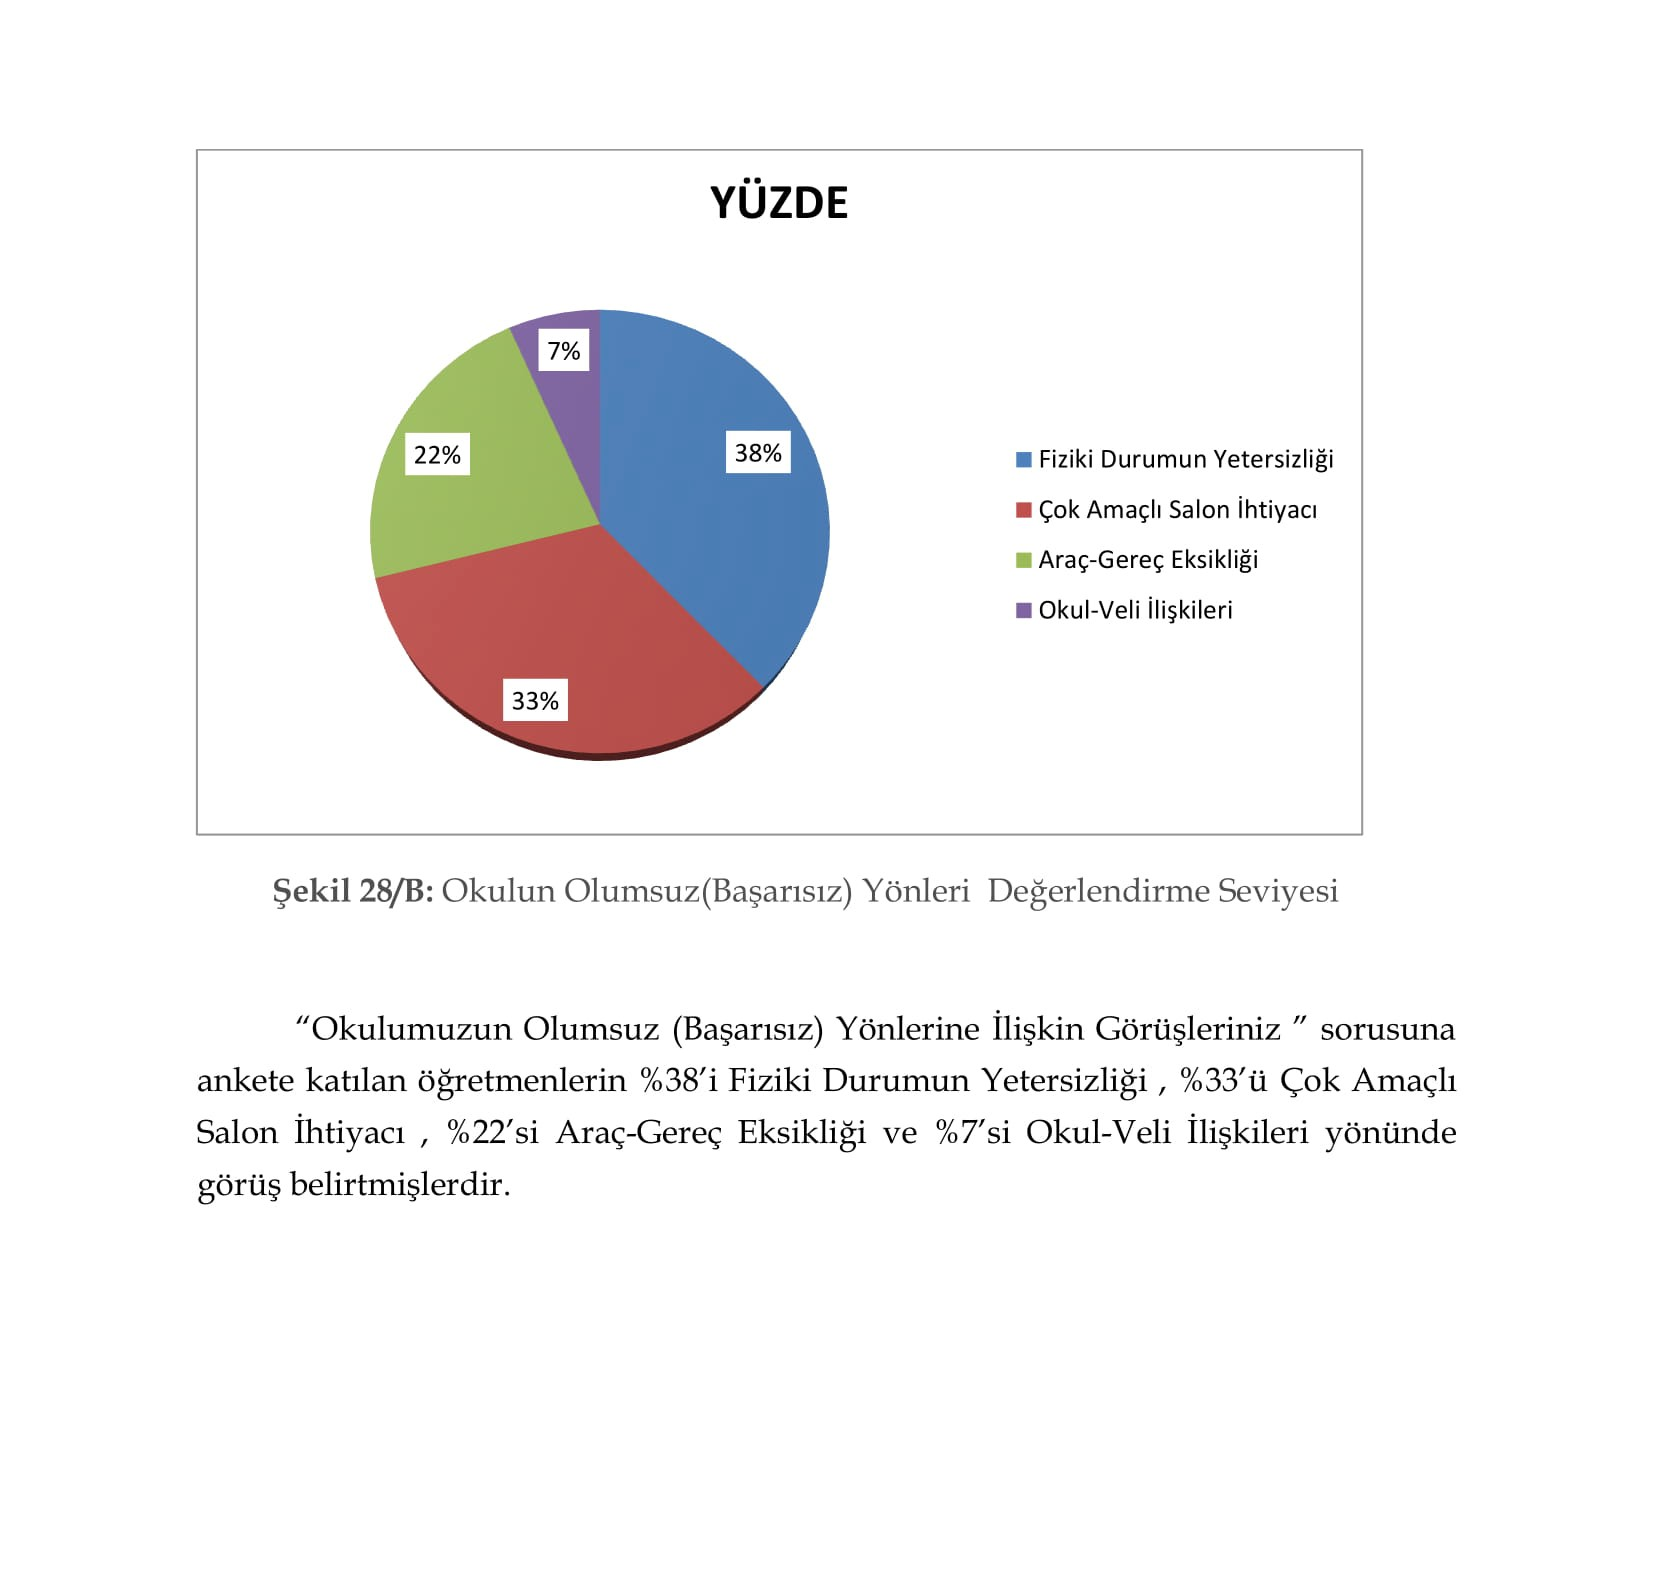 YÜZDE
7%
38%
22%
33%
Fiziki Durumun Yetersizliği
Çok Amaçlı Salon İhtiyacı
Araç-Gereç Eksikliği
Okul-Veli İlişkileri
Şekil 28/B: Okulun Olumsuz(Başarısız) Yönleri  Değerlendirme Seviyesi
“Okulumuzun Olumsuz (Başarısız) Yönlerine İlişkin Görüşleriniz ” sorusuna
ankete katılan öğretmenlerin %38’i Fiziki Durumun Yetersizliği , %33’ü Çok Amaçlı
Salon İhtiyacı , %22’si Araç-Gereç Eksikliği ve %7’si Okul-Veli İlişkileri yönünde
görüş belirtmişlerdir.